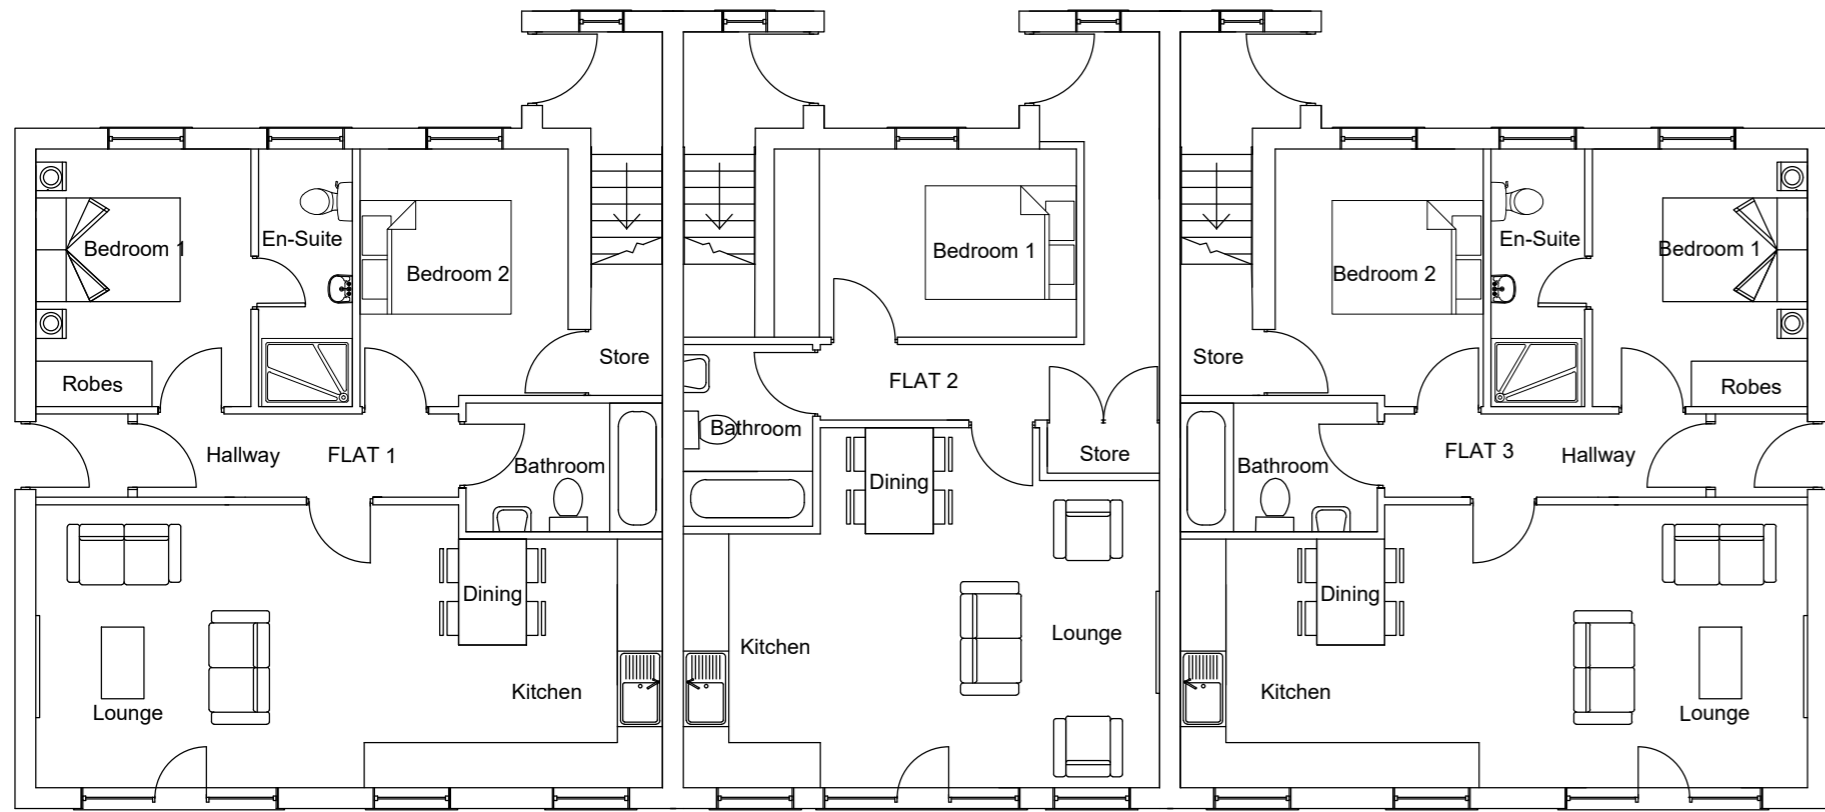 En-Suite
Bedroom 1
Bedroom 2
Store
Robes
Hallway
FLAT 1
Bathroom
Dining
Kitchen
Lounge
Bedroom 1
FLAT 2
Bathroom
Store
Dining
Kitchen
Lounge
En-Suite
Bedroom 1
Bedroom 2
Store
Robes
FLAT 3
Hallway
Bathroom
Dining
Kitchen
Lounge